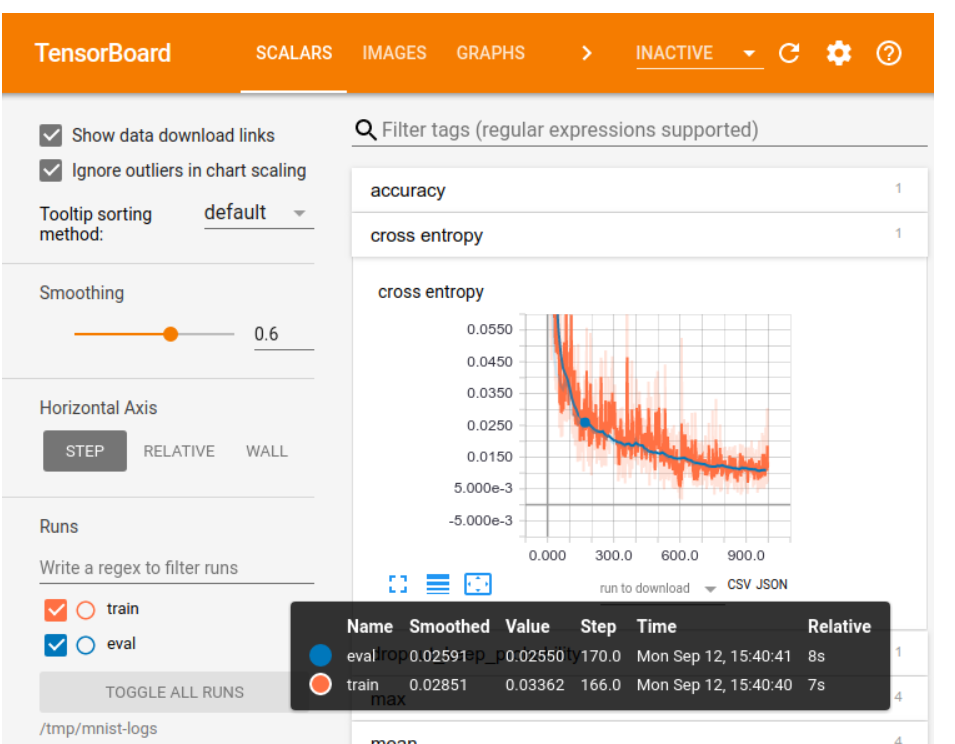 TensorBoard SCALARS IMAGES GRAPHS INACTIVE
Show data download links
Ignore outliers in chart scaling
Tooltip sorting method: default
Smoothing
0.6
Horizontal Axis
STEP RELATIVE WALL
Runs
Write a regex to filter runs
train
eval
TOGGLE ALL RUNS
/tmp/mnist-logs
Filter tags (regular expressions supported)
accuracy 1
cross entropy 1
cross entropy
0.0550
0.0450
0.0350
0.0250
0.0150
5.000e-3
-5.000e-3
0.000 300.0 600.0 900.0
run to download CSV JSON
Name Smoothed Value Step Time Relative
eval 0.02591 0.02550 170.0 Mon Sep 12, 15:40:41 8s
train 0.02851 0.03362 166.0 Mon Sep 12, 15:40:40 7s
dropout_keep_probability 1
max 4
mean 4